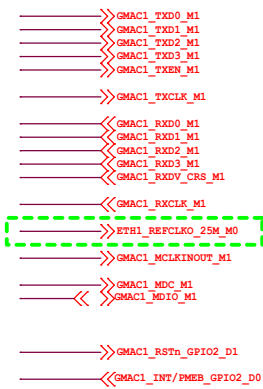 GMAC1_TXD0_M1
GMAC1_TXD1_M1
GMAC1_TXD2_M1
GMAC1_TXD3_M1
GMAC1_TXEN_M1
GMAC1_TXCLK_M1
GMAC1_RXD0_M1
GMAC1_RXD1_M1
GMAC1_RXD2_M1
GMAC1_RXD3_M1
GMAC1_RXDV_CRS_M1
GMAC1_RXCLK_M1
ETH1_REFCLKO_25M_M0
GMAC1_MCLKINOUT_M1
GMAC1_MDC_M1
GMAC1_MDIO_M1
GMAC1_RSTn_GPIO2_D1
GMAC1_INT/PMEB_GPIO2_D0